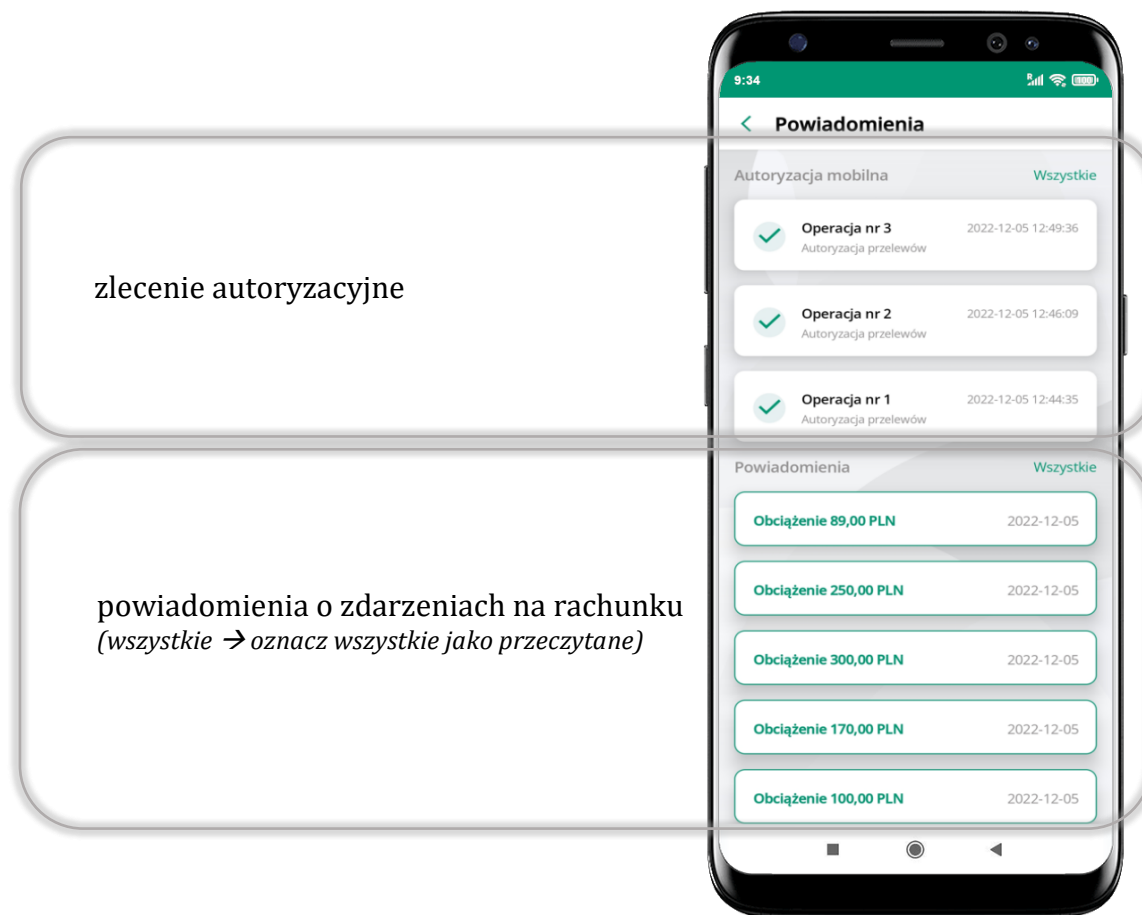 9:34
Powiadomienia
Autoryzacja mobilna Wszystkie
Operacja nr 3 2022-12-05 12:49:36
Autoryzacja przelewów
zlecenie autoryzacyjne
Operacja nr 2 2022-12-05 12:46:09
Autoryzacja przelewów
Operacja nr 1 2022-12-05 12:44:35
Autoryzacja przelewów
Powiadomienia Wszystkie
Obciążenie 89,00 PLN 2022-12-05
powiadomienia o zdarzeniach na rachunku
(wszystkie → oznacz wszystkie jako przeczytane)
Obciążenie 250,00 PLN 2022-12-05
Obciążenie 300,00 PLN 2022-12-05
Obciążenie 170,00 PLN 2022-12-05
Obciążenie 100,00 PLN 2022-12-05